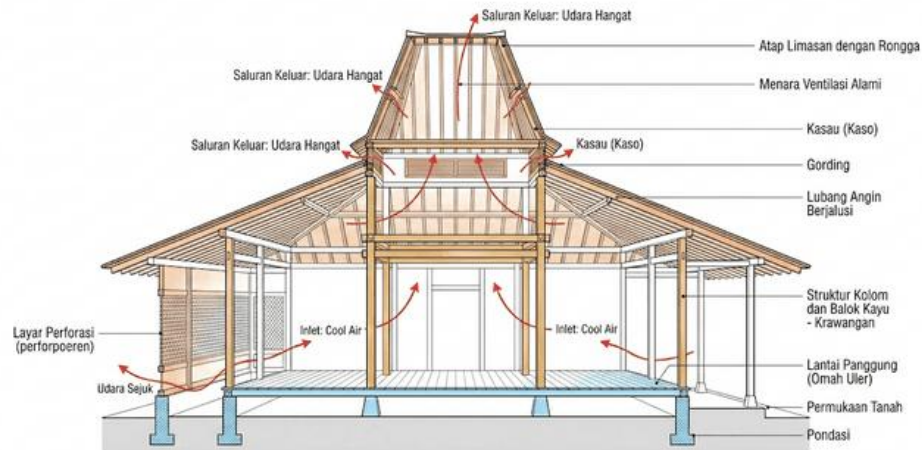 Saluran Keluar: Udara Hangat
Atap Limasan dengan Rongga
Saluran Keluar: Udara Hangat
Menara Ventilasi Alami
Kasau (Kaso)
Saluran Keluar: Udara Hangat
Kasau (Kaso)
Gording
Lubang Angin
Berjalusi
Struktur Kolom
dan Balok Kayu
- Krawangan
Layar Perforasi
(perforpoeren)
Inlet: Cool Air
Inlet: Cool Air
Lantai Panggung
(Omah Uler)
Udara Sejuk
Permukaan Tanah
Pondasi